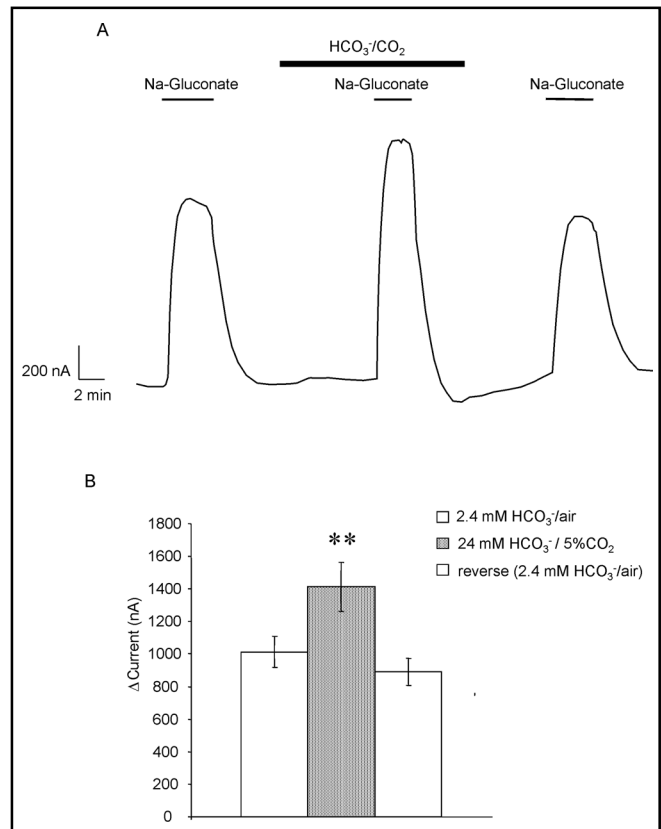 A
HCO₃⁻/CO₂
Na-Gluconate Na-Gluconate Na-Gluconate
200 nA
2 min
B
2.4 mM HCO₃⁻/air
24 mM HCO₃⁻ / 5%CO₂
reverse (2.4 mM HCO₃⁻/air)
**
Δ Current (nA)
1800
1600
1400
1200
1000
800
600
400
200
0